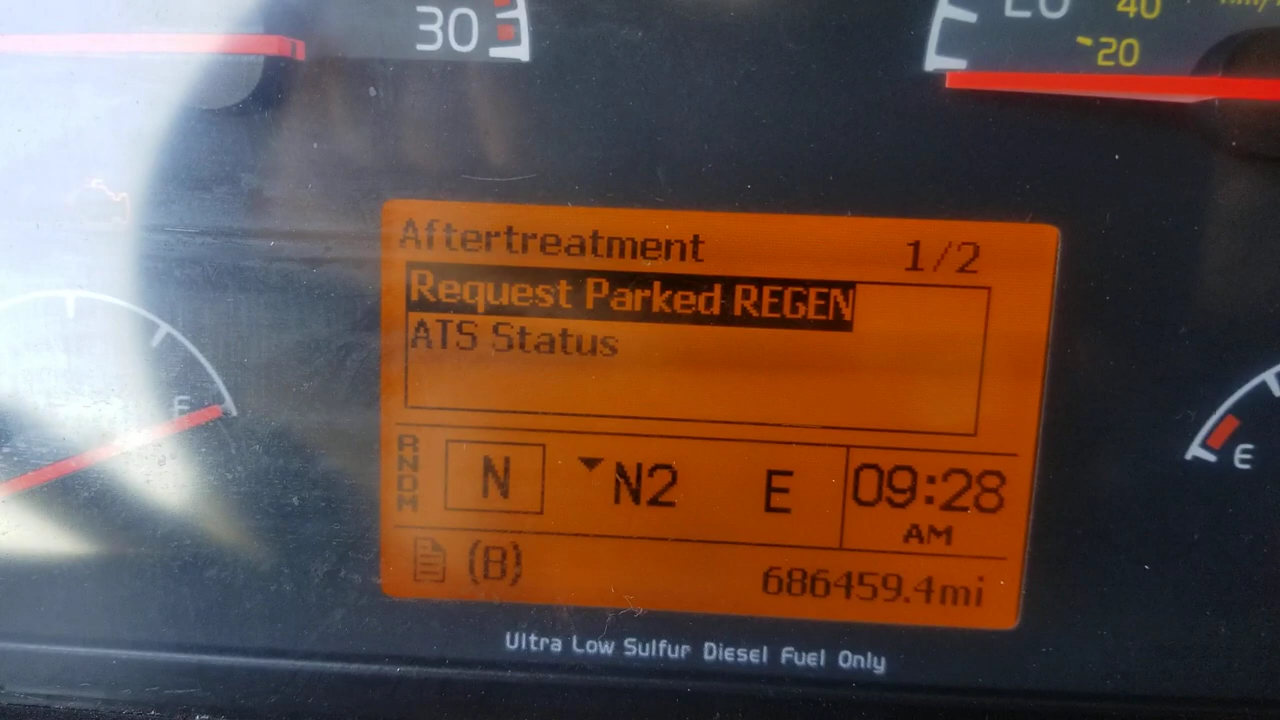 30
40
20
Aftertreatment 1/2
Request Parked REGEN
ATS Status
E
RNDM
N N2 E 09:28
AM
E
(B) 686459.4mi
Ultra Low Sulfur Diesel Fuel Only